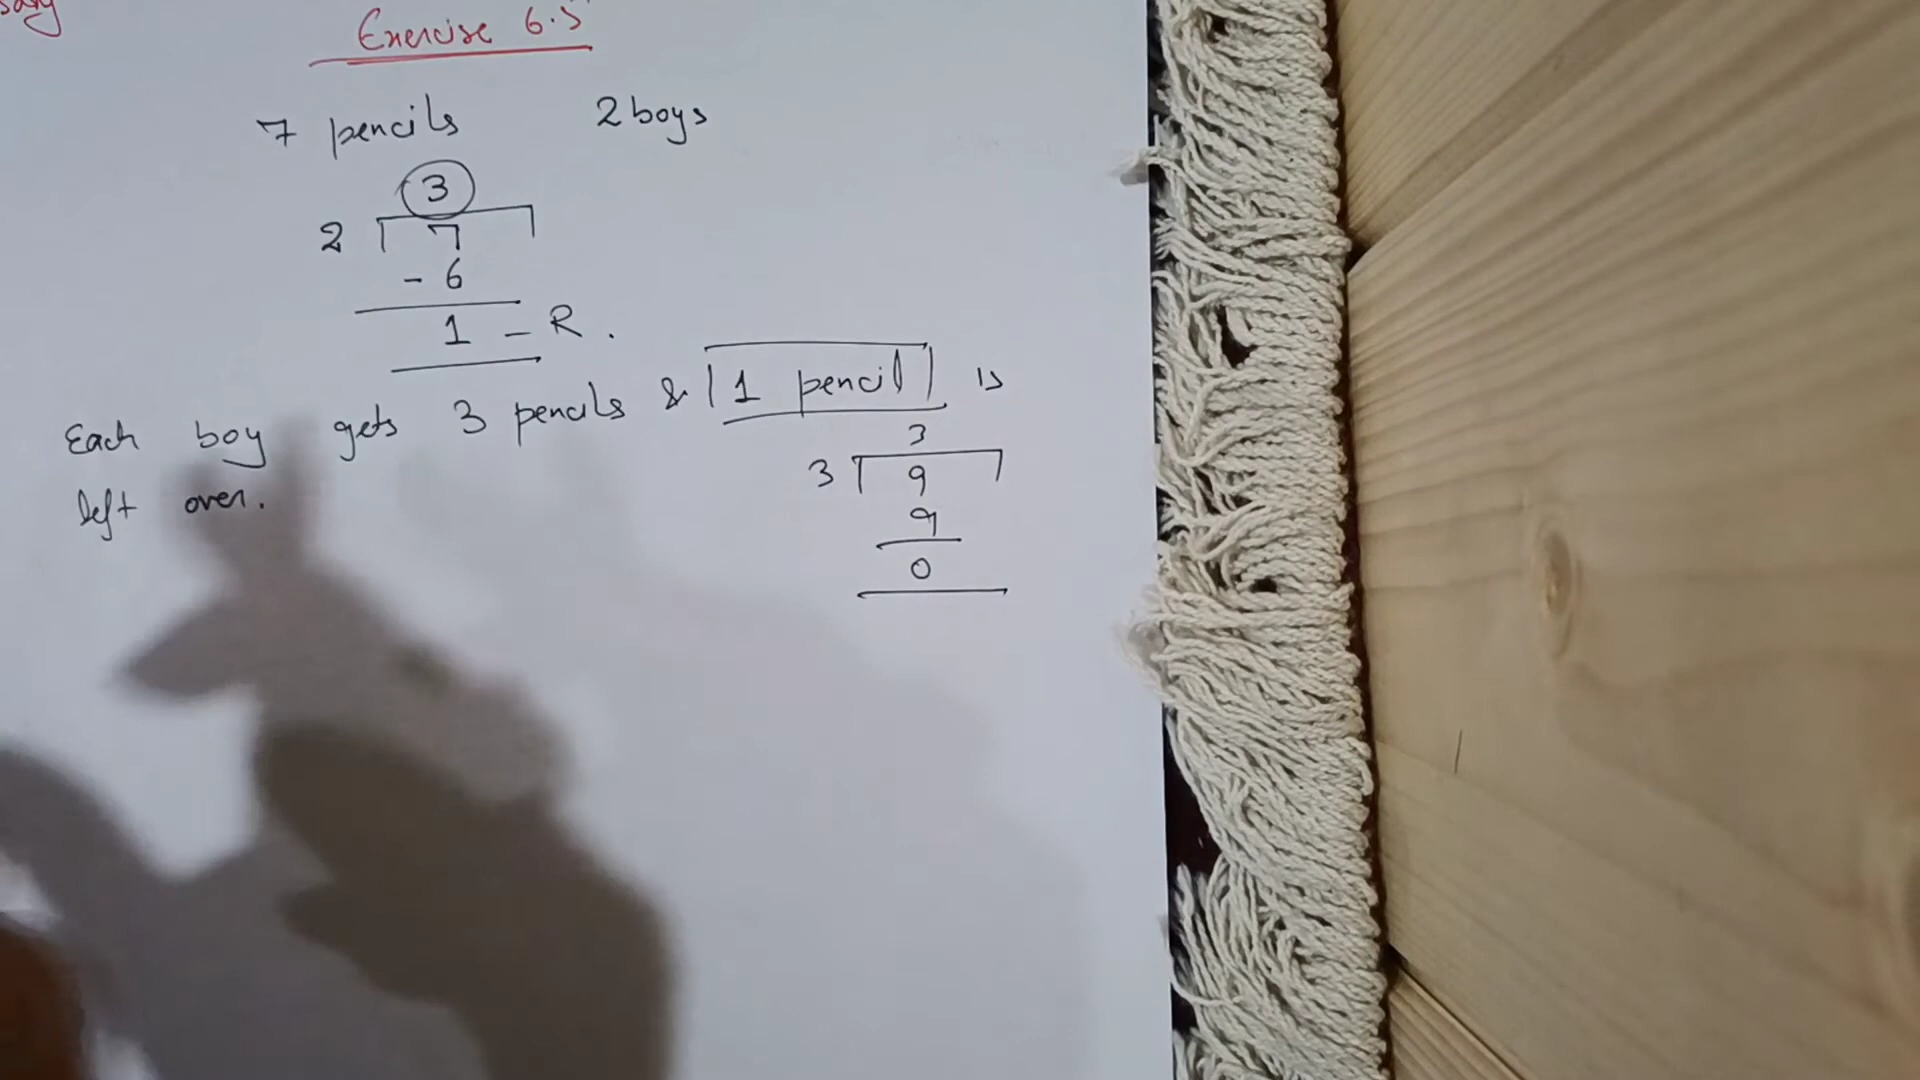 Exercise 6.5
7 pencils 2 boys
3
2 7
- 6
1 - R.
Each boy gets 3 pencils & 1 pencil is
left over.
3
3 9
9
0